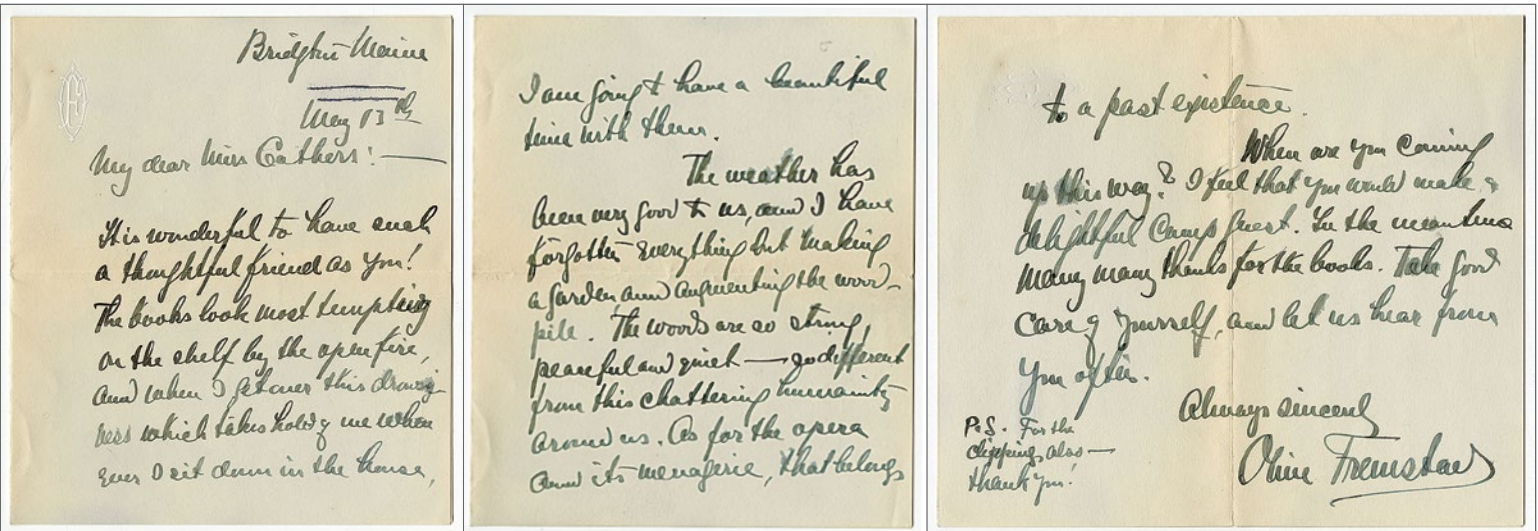 Bridgton Maine
May 13th
My dear Miss Cathers! —
It is wonderful to have such
a thoughtful friend as you!
The books look most tempting
on the shelf by the open fire,
and when I get over this drowsi-
ness which takes hold of me when
ever I sit down in the house,
I am going to have a beautiful
time with them.
The weather has
been very good to us, and I have
forgotten everything but making
a garden and augmenting the wood-
pile. The woods are so strong,
peaceful and quiet — so different
from this chattering humanity
around us. As for the opera
and its menagerie, that belongs
to a past existence.
When are you coming
up this way? I feel that you would make a
delightful Camp guest. In the meantime
many many thanks for the books. Take good
care of yourself, and let us hear from
you often.
Always sincerely
Olive Fremstad
P.S. For the
clippings also —
thank you!